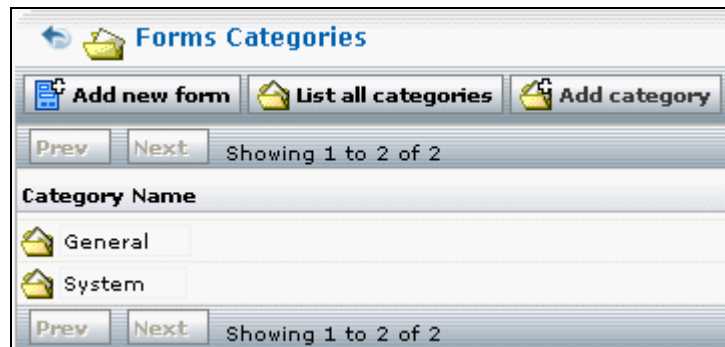 Forms Categories
Add new form List all categories Add category
Prev Next Showing 1 to 2 of 2
Category Name
General
System
Prev Next Showing 1 to 2 of 2